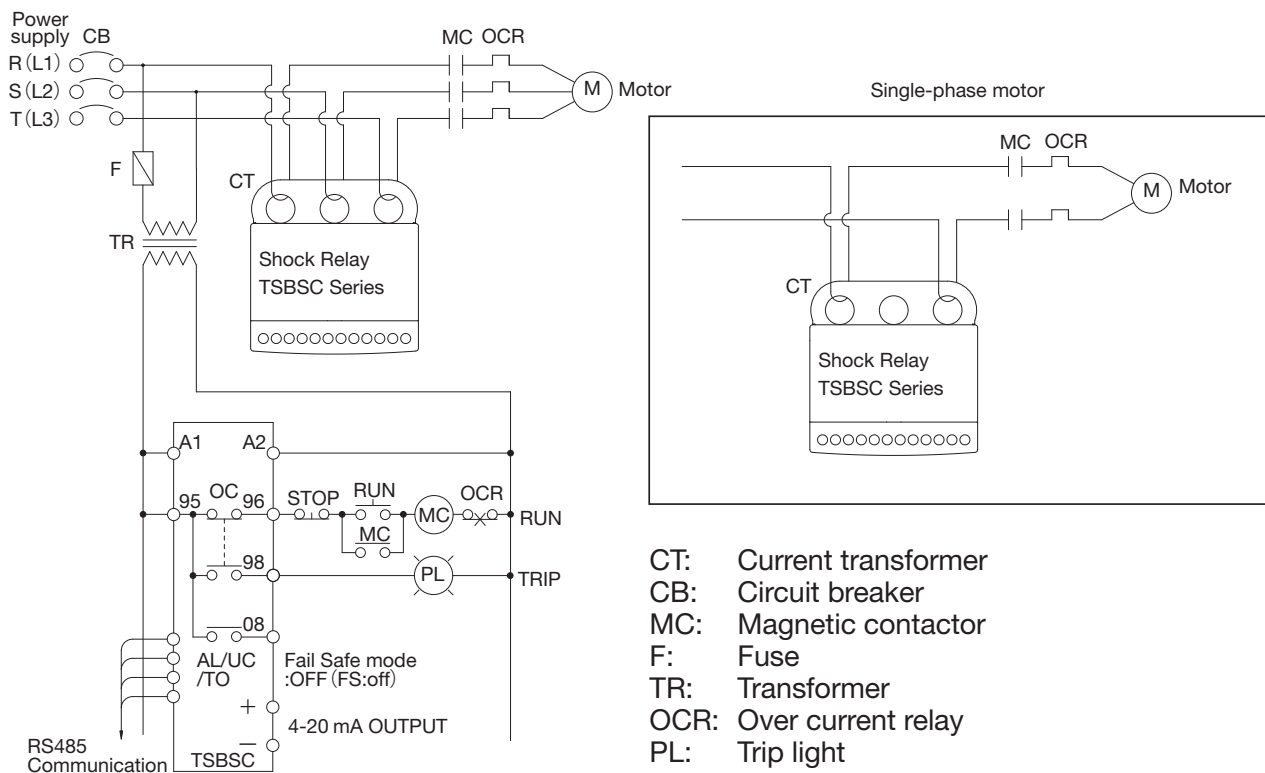 Power
supply CB
R (L1)
S (L2)
T (L3)
MC OCR
M Motor
F
TR
CT
Shock Relay
TSBSC Series
A1 A2
95 OC 96 STOP RUN MC OCR
MC
RUN
98 PL TRIP
08
AL/UC
/TO
Fail Safe mode
:OFF (FS:off)
+
4-20 mA OUTPUT
−
TSBSC
RS485
Communication
Single-phase motor
MC OCR
M Motor
CT
Shock Relay
TSBSC Series
CT: Current transformer
CB: Circuit breaker
MC: Magnetic contactor
F: Fuse
TR: Transformer
OCR: Over current relay
PL: Trip light